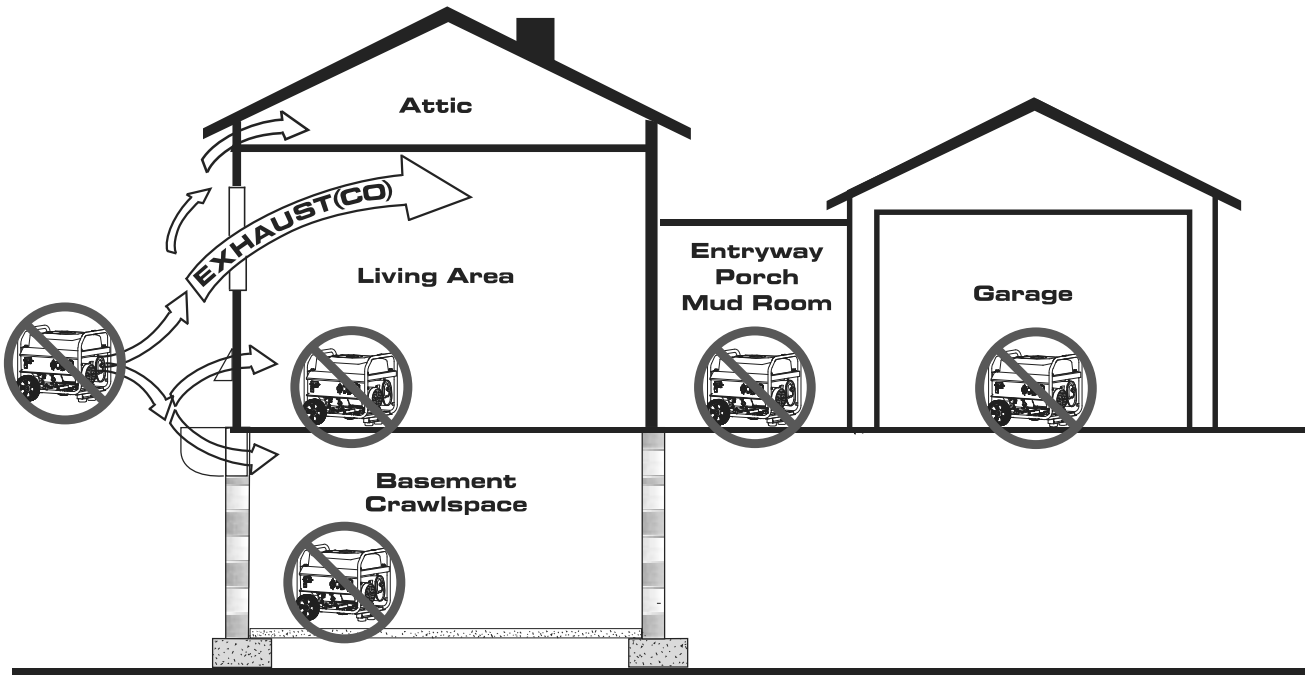 Attic
EXHAUST(CO)
Living Area
Entryway
Porch
Mud Room
Garage
Basement
Crawlspace